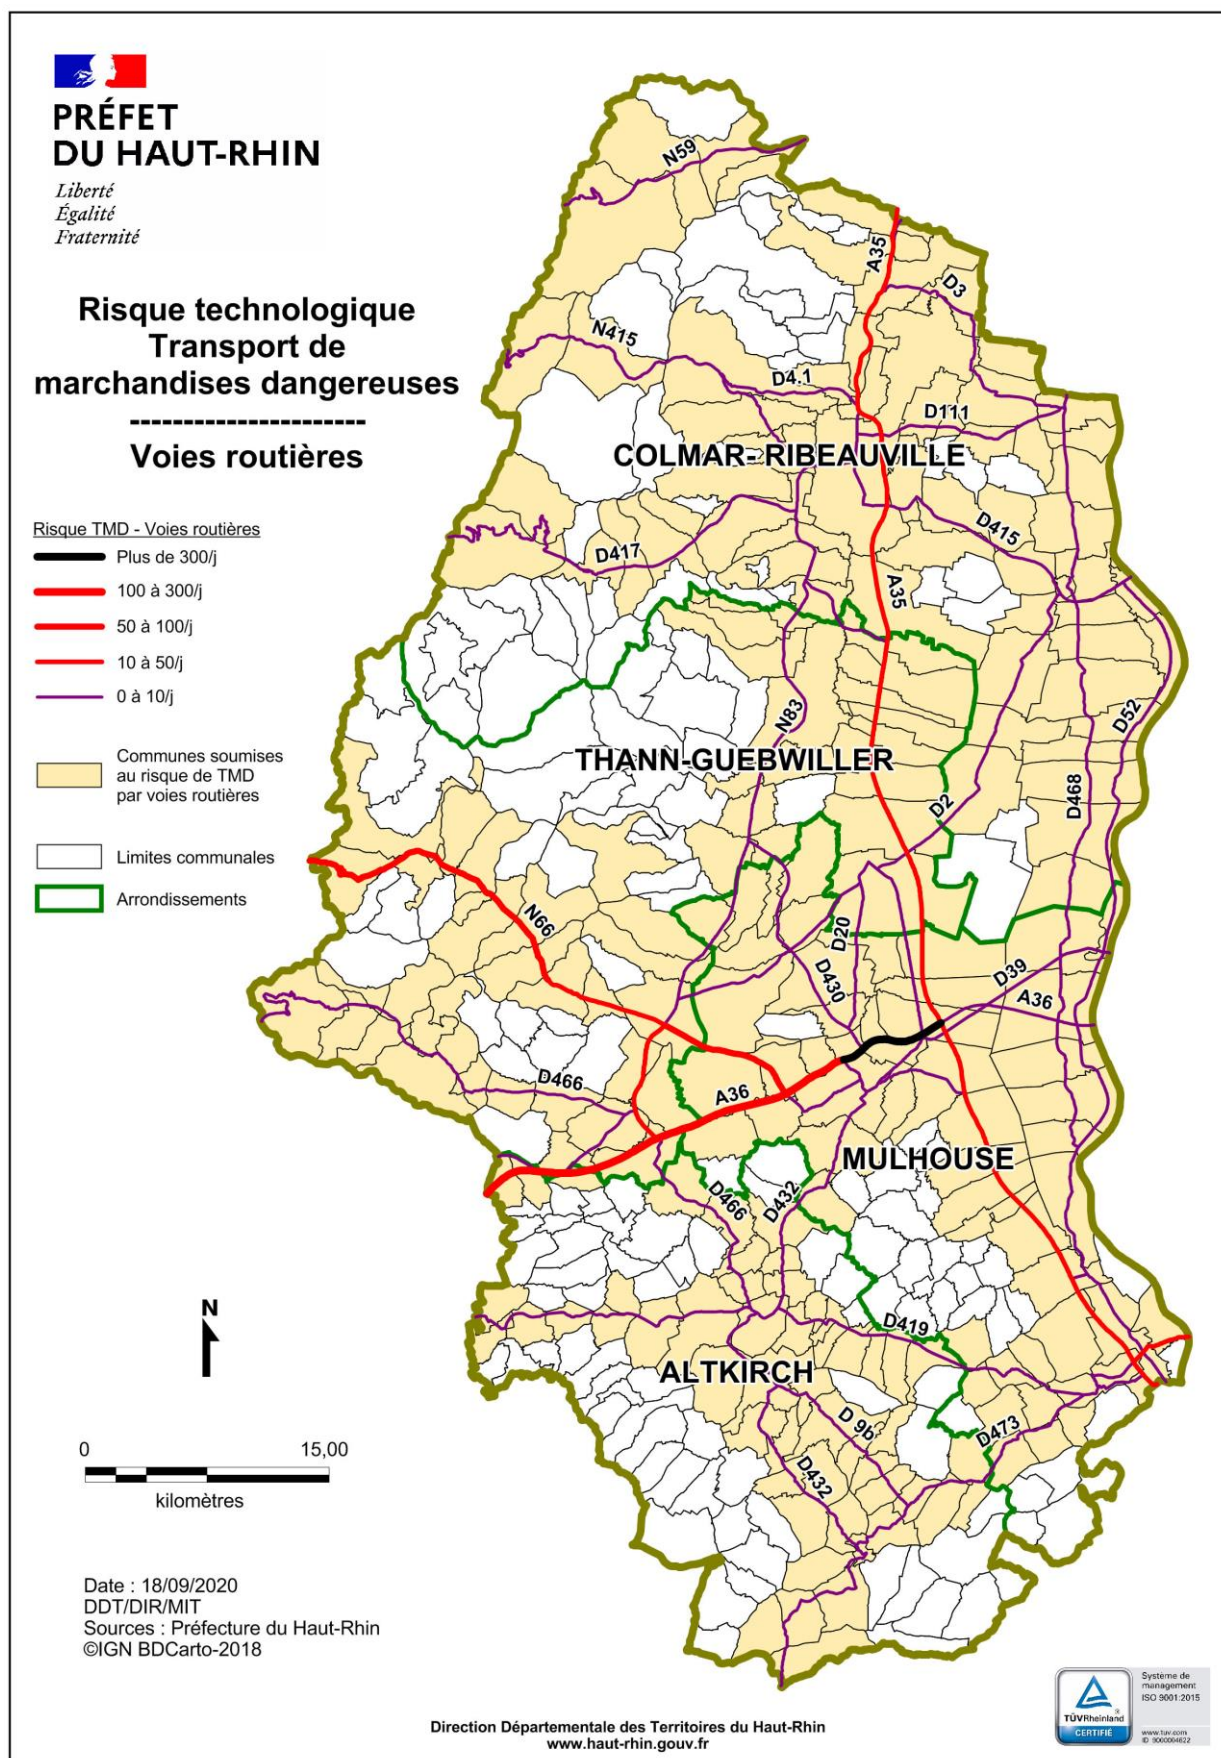 PRÉFET
DU HAUT-RHIN
Liberté
Égalité
Fraternité
Risque technologique
Transport de
marchandises dangereuses
----------------------
Voies routières
Risque TMD - Voies routières
Plus de 300/j
100 à 300/j
50 à 100/j
10 à 50/j
0 à 10/j
Communes soumises
au risque de TMD
par voies routières
Limites communales
Arrondissements
N59
A35
D3
N415
D4.1
D111
COLMAR- RIBEAUVILLE
D415
D417
A35
N83
D52
THANN-GUEBWILLER
D468
D2
N66
D20
D430
D39
A36
D466
A36
MULHOUSE
D466
D432
D419
ALTKIRCH
D 9b
D473
D432
N
0 15,00
kilomètres
Date : 18/09/2020
DDT/DIR/MIT
Sources : Préfecture du Haut-Rhin
©IGN BDCarto-2018
Direction Départementale des Territoires du Haut-Rhin
www.haut-rhin.gouv.fr
TÜVRheinland
CERTIFIÉ
Système de
management
ISO 9001:2015
www.tuv.com
ID 9000004622